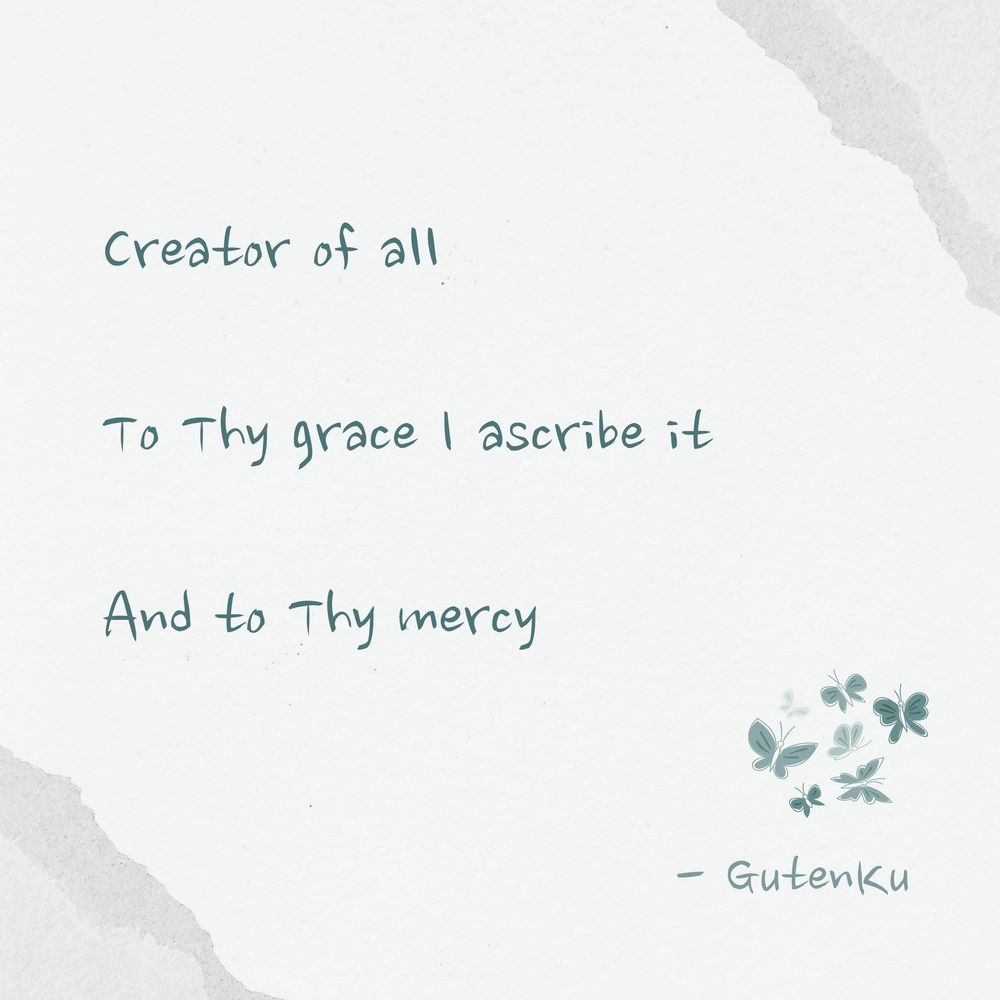 Creator of all
To Thy grace I ascribe it
And to Thy mercy
- GutenKu